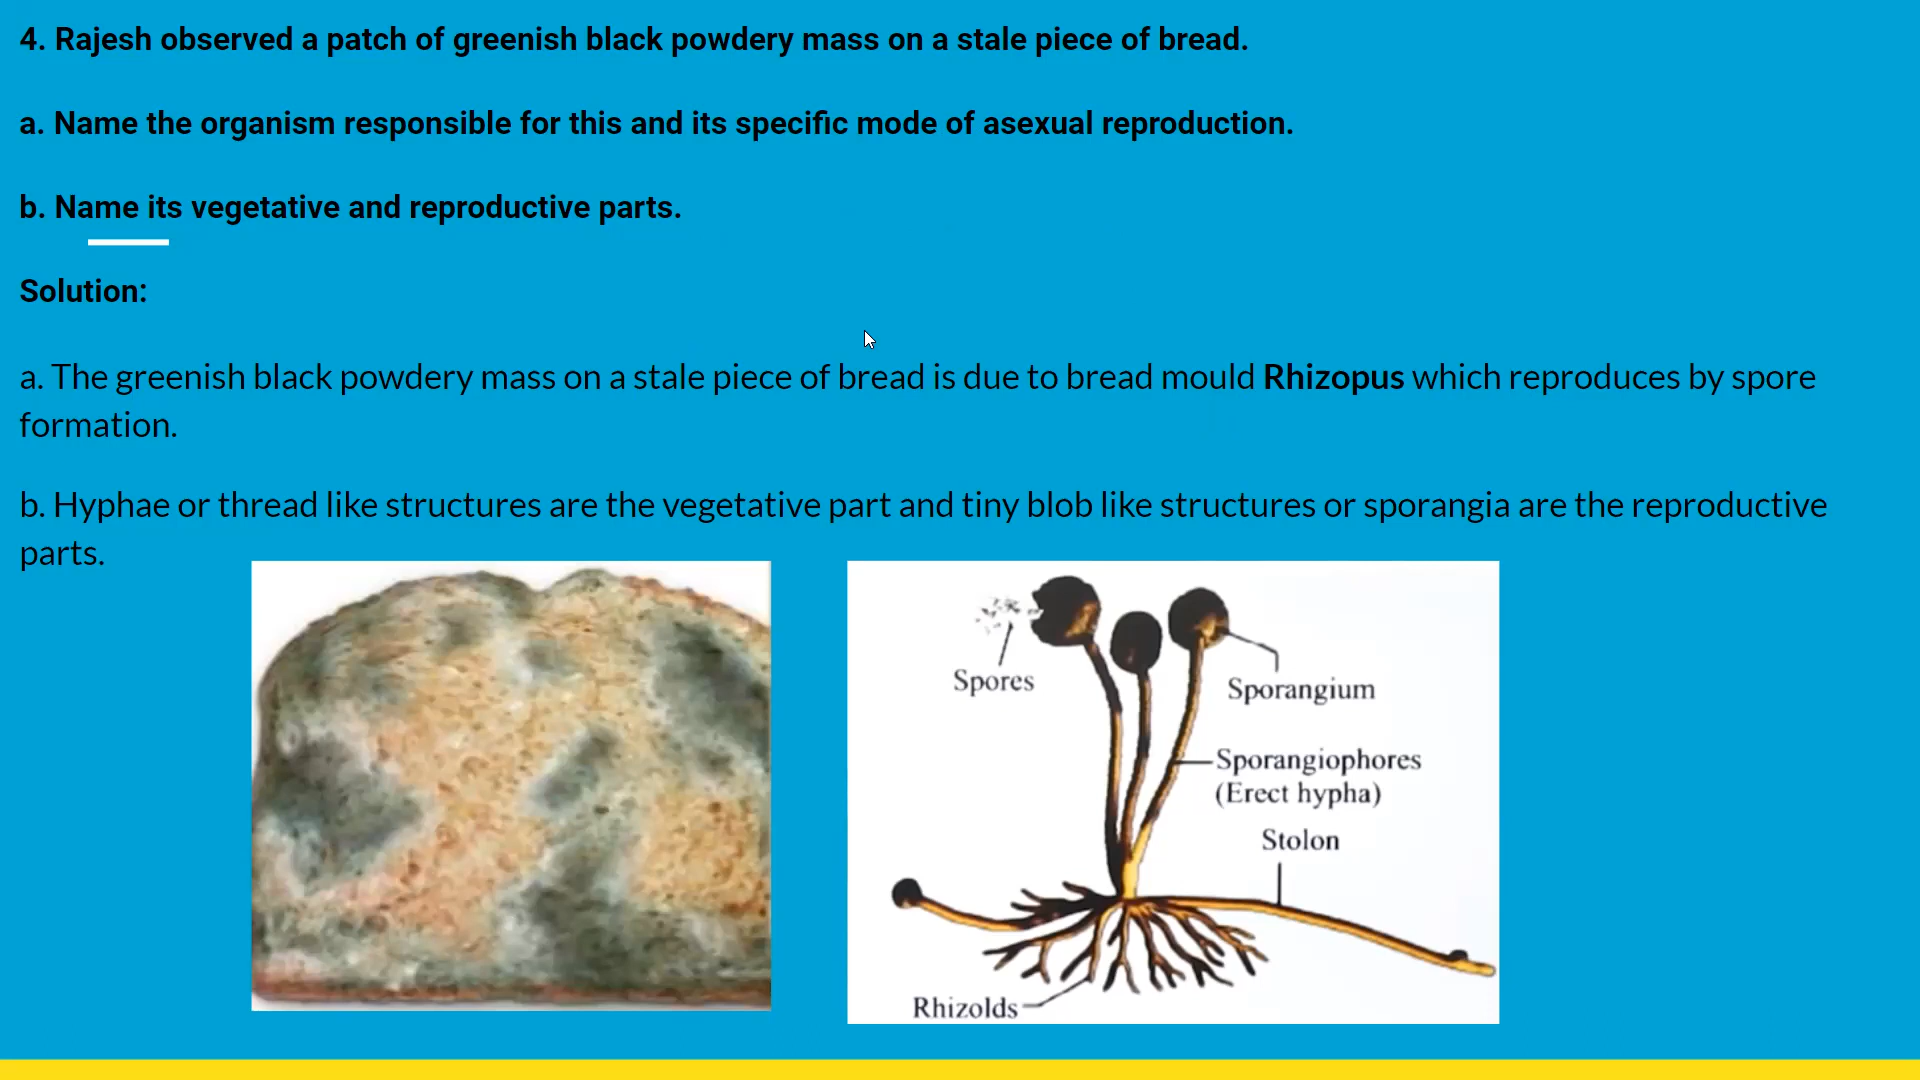 4. Rajesh observed a patch of greenish black powdery mass on a stale piece of bread.
a. Name the organism responsible for this and its specific mode of asexual reproduction.
b. Name its vegetative and reproductive parts.
Solution:
a. The greenish black powdery mass on a stale piece of bread is due to bread mould Rhizopus which reproduces by spore
formation.
b. Hyphae or thread like structures are the vegetative part and tiny blob like structures or sporangia are the reproductive
parts.
Spores
Sporangium
Sporangiophores
(Erect hypha)
Stolon
Rhizolds